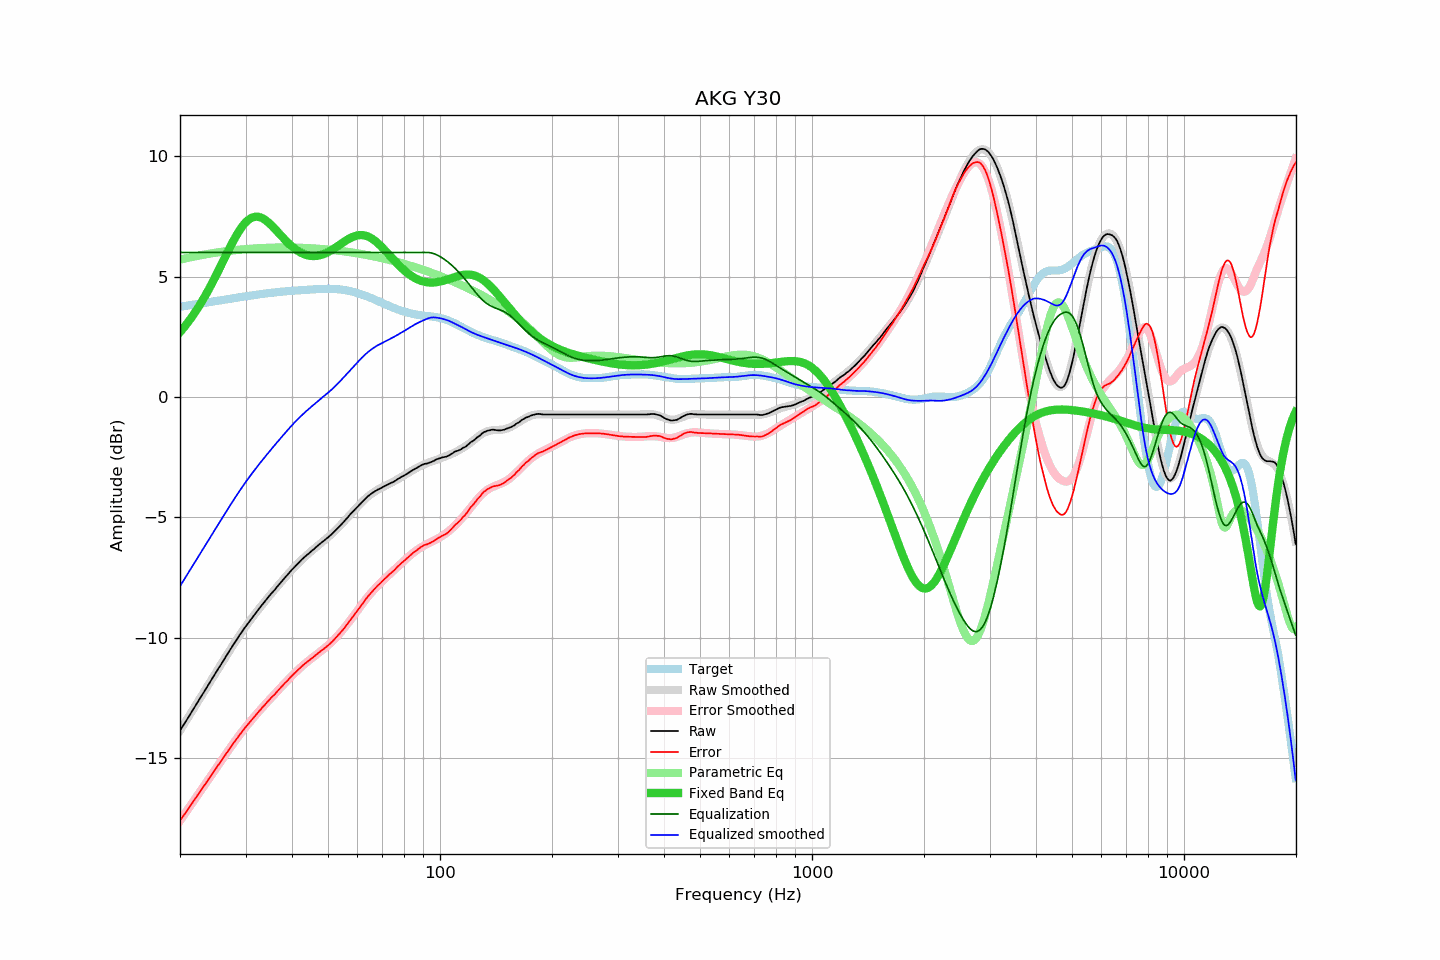 AKG Y30
Amplitude (dBr)
10
5
0
−5
−10
−15
Target
Raw Smoothed
Error Smoothed
Raw
Error
Parametric Eq
Fixed Band Eq
Equalization
Equalized smoothed
100 1000 10000
Frequency (Hz)